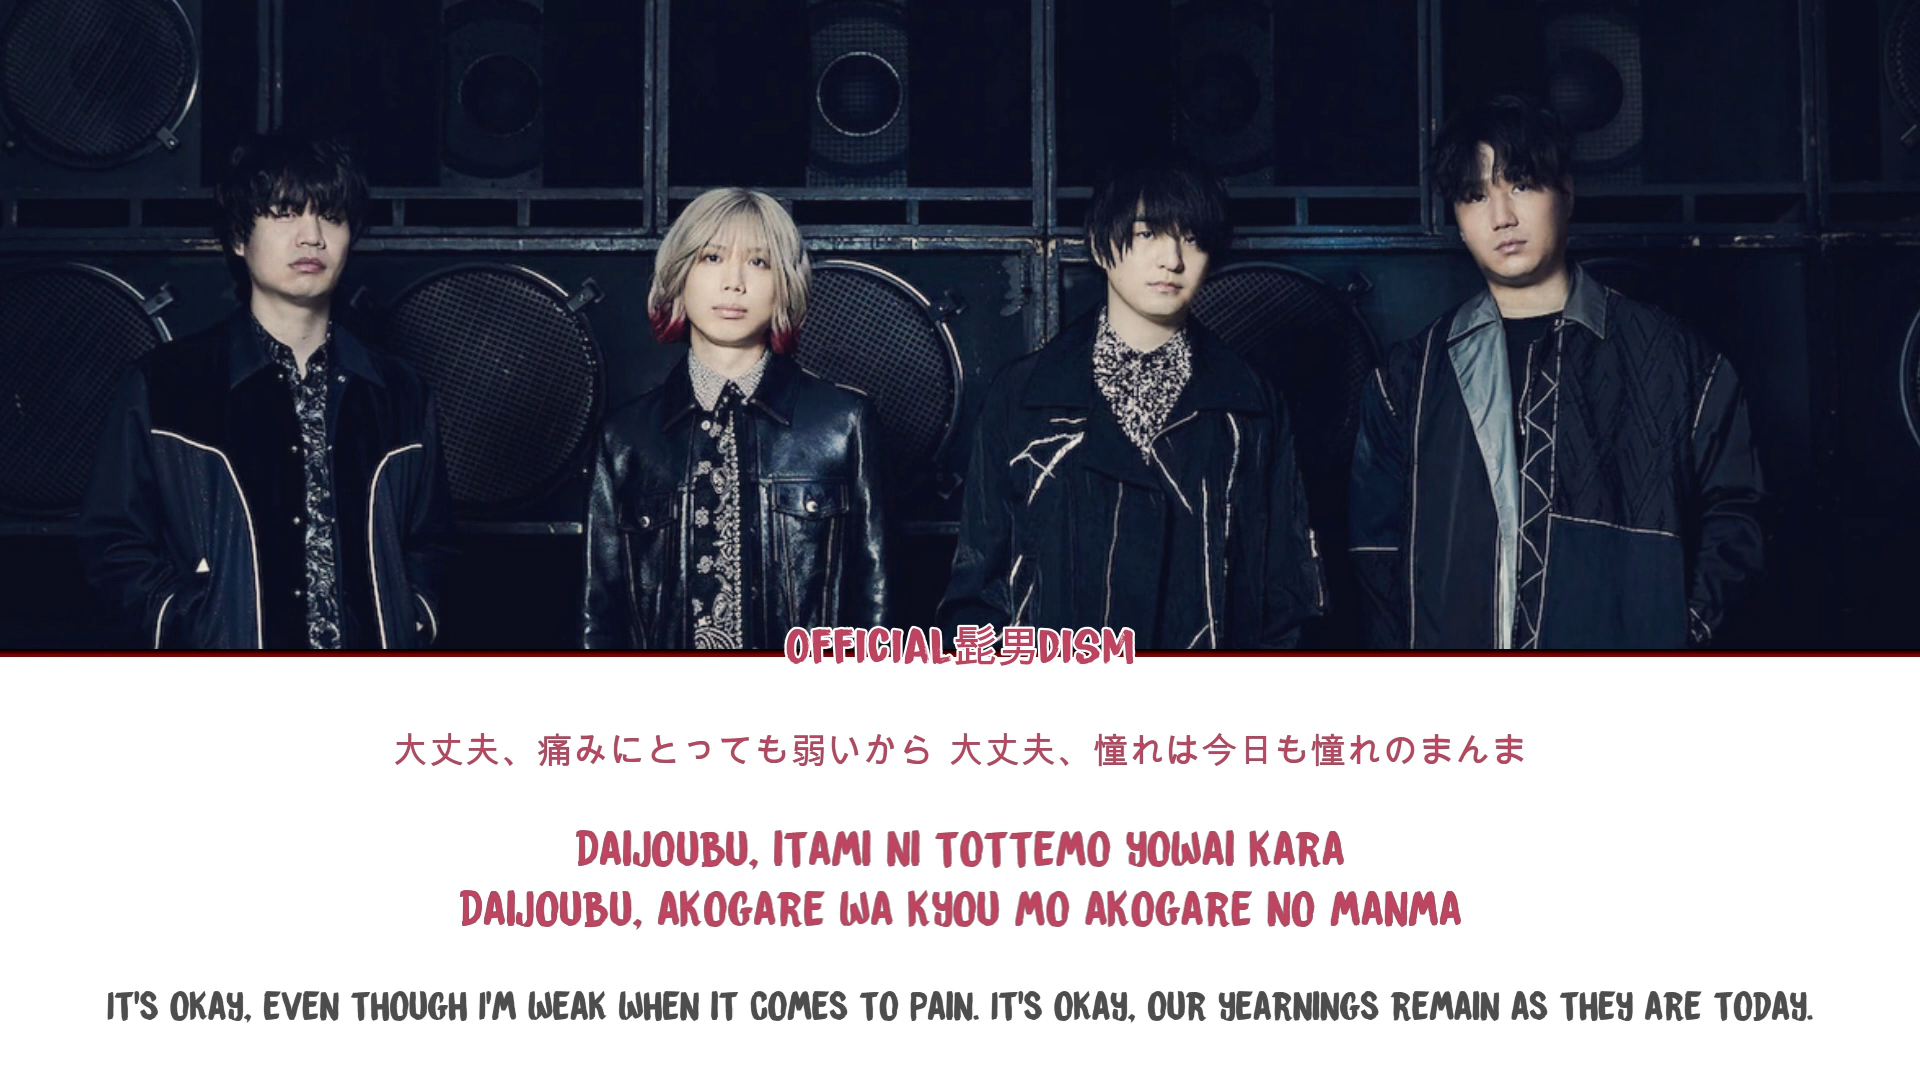 OFFICIAL髭男DISM
大丈夫、痛みにとっても弱いから 大丈夫、憧れは今日も憧れのまんま
DAIJOUBU, ITAMI NI TOTTEMO YOWAI KARA
DAIJOUBU, AKOGARE WA KYOU MO AKOGARE NO MANMA
IT'S OKAY, EVEN THOUGH I'M WEAK WHEN IT COMES TO PAIN. IT'S OKAY, OUR YEARNINGS REMAIN AS THEY ARE TODAY.